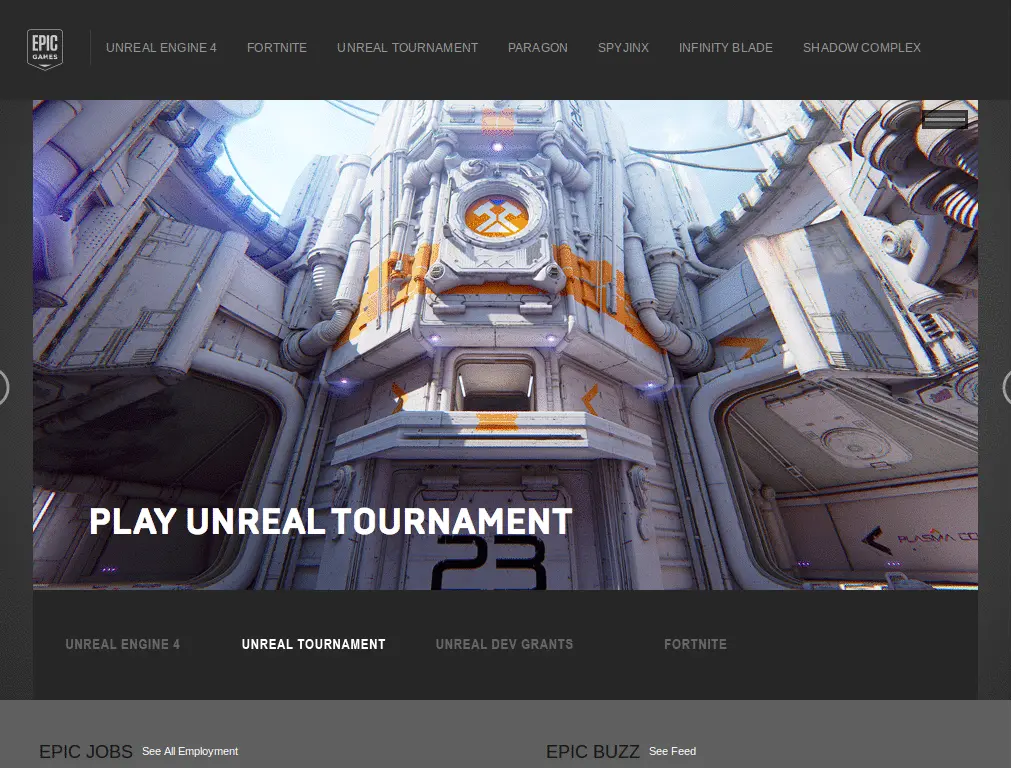 EPIC
GAMES
UNREAL ENGINE 4 FORTNITE UNREAL TOURNAMENT PARAGON SPYJINX INFINITY BLADE SHADOW COMPLEX
PLAY UNREAL TOURNAMENT
23
PLASMA CO
UNREAL ENGINE 4 UNREAL TOURNAMENT UNREAL DEV GRANTS FORTNITE
EPIC JOBS See All Employment EPIC BUZZ See Feed